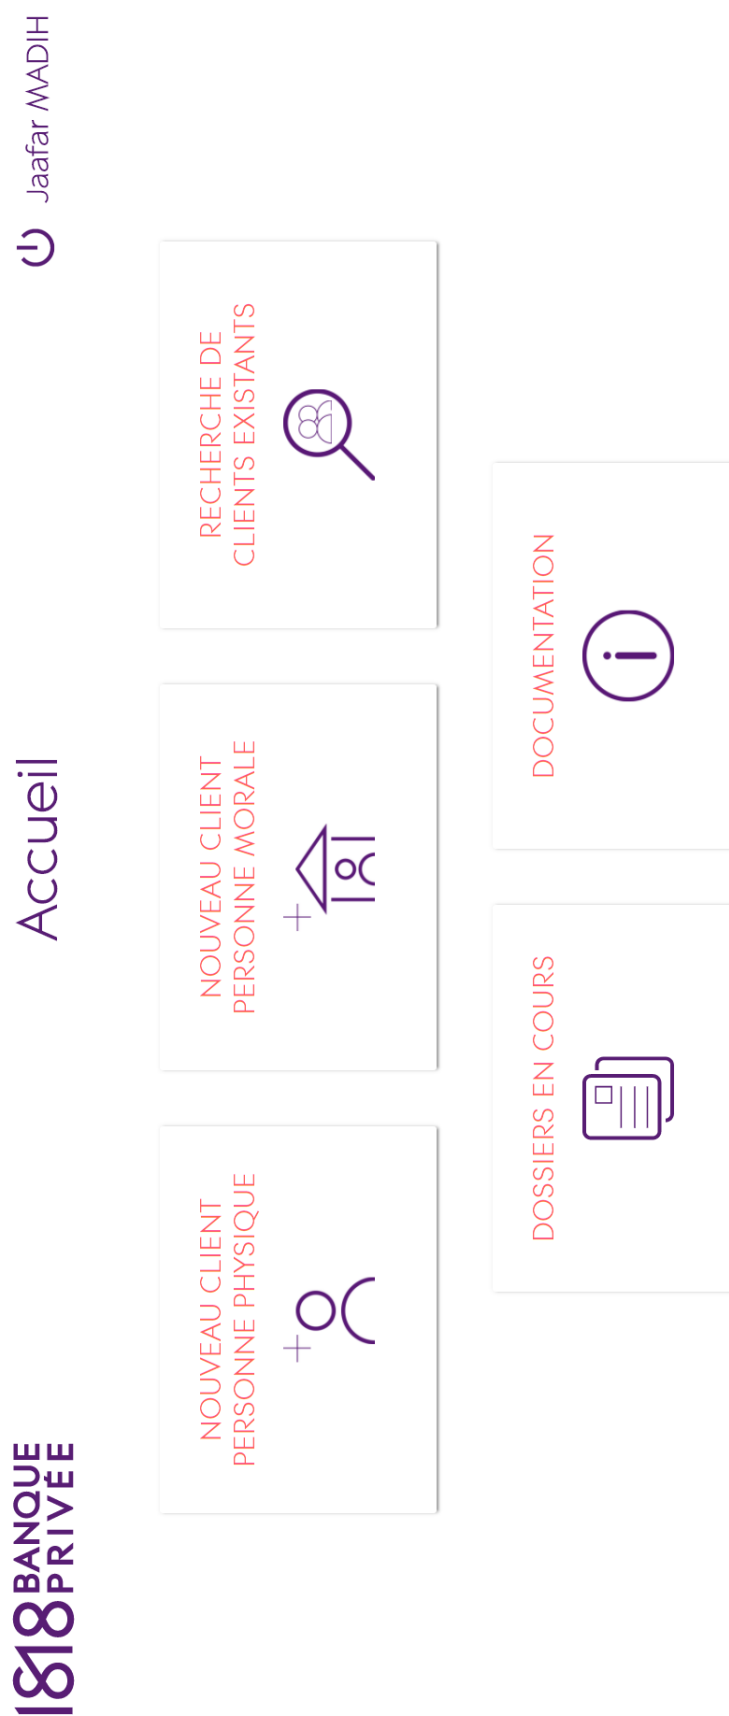 1818 BANQUE
PRIVÉE
Accueil
Jaafar MADIH
NOUVEAU CLIENT
PERSONNE PHYSIQUE
NOUVEAU CLIENT
PERSONNE MORALE
RECHERCHE DE
CLIENTS EXISTANTS
DOSSIERS EN COURS
DOCUMENTATION